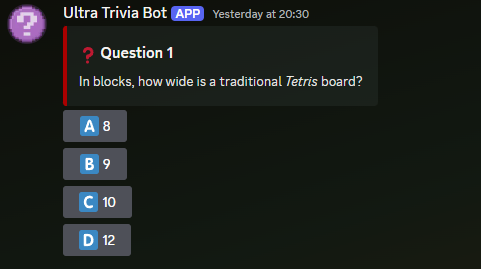 Ultra Trivia Bot APP Yesterday at 20:30
❓ Question 1
In blocks, how wide is a traditional Tetris board?
A 8
B 9
C 10
D 12